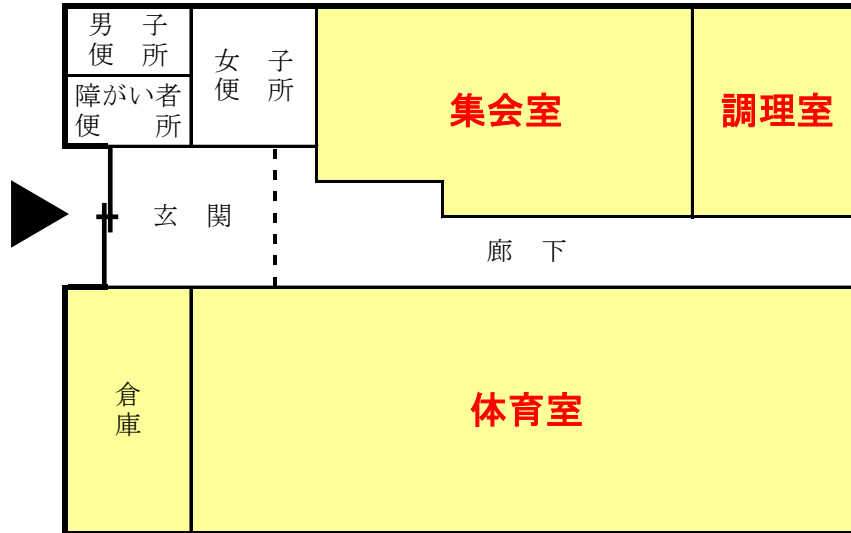 男子
便所
障がい者
便所
女子
便所
集会室
調理室
玄関
廊下
倉
庫
体育室